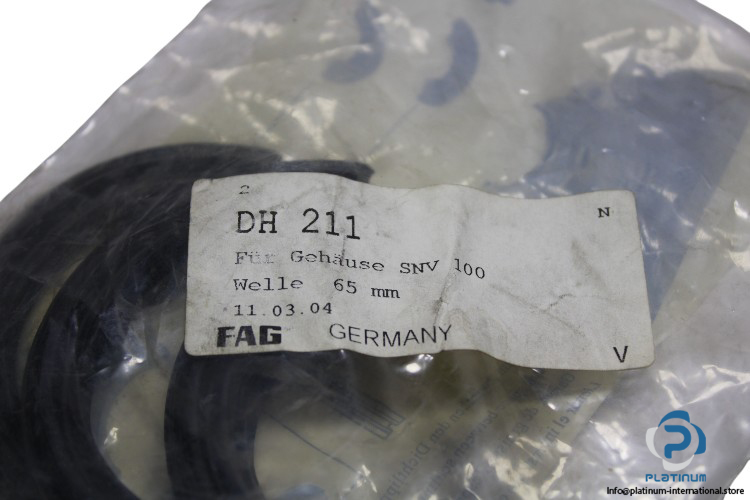 2
N
DH 211
Für Gehäuse SNV 100
Welle 65 mm
11.03.04
FAG GERMANY
V
PLATINUM
Info@platinum-international.store